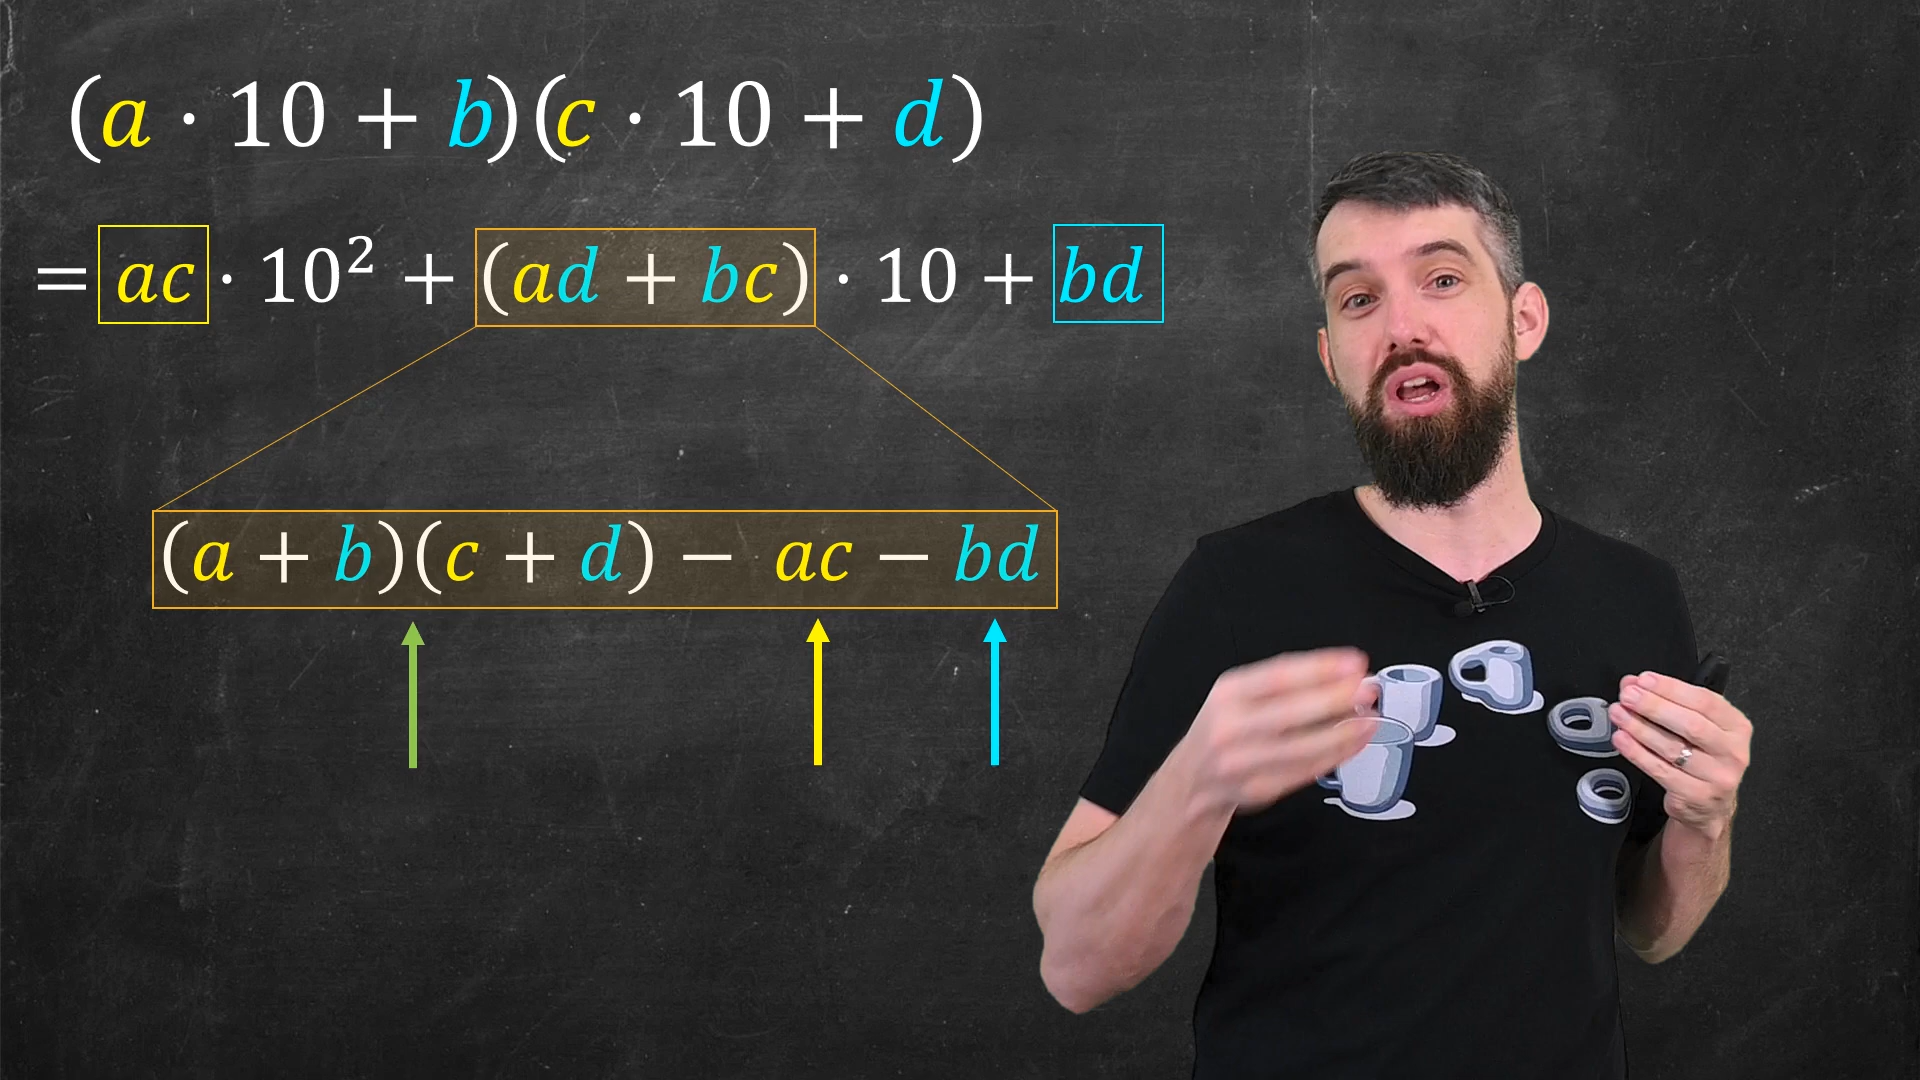 (a · 10 + b)(c · 10 + d)
= ac · 10² + (ad + bc) · 10 + bd
(a + b)(c + d) − ac − bd